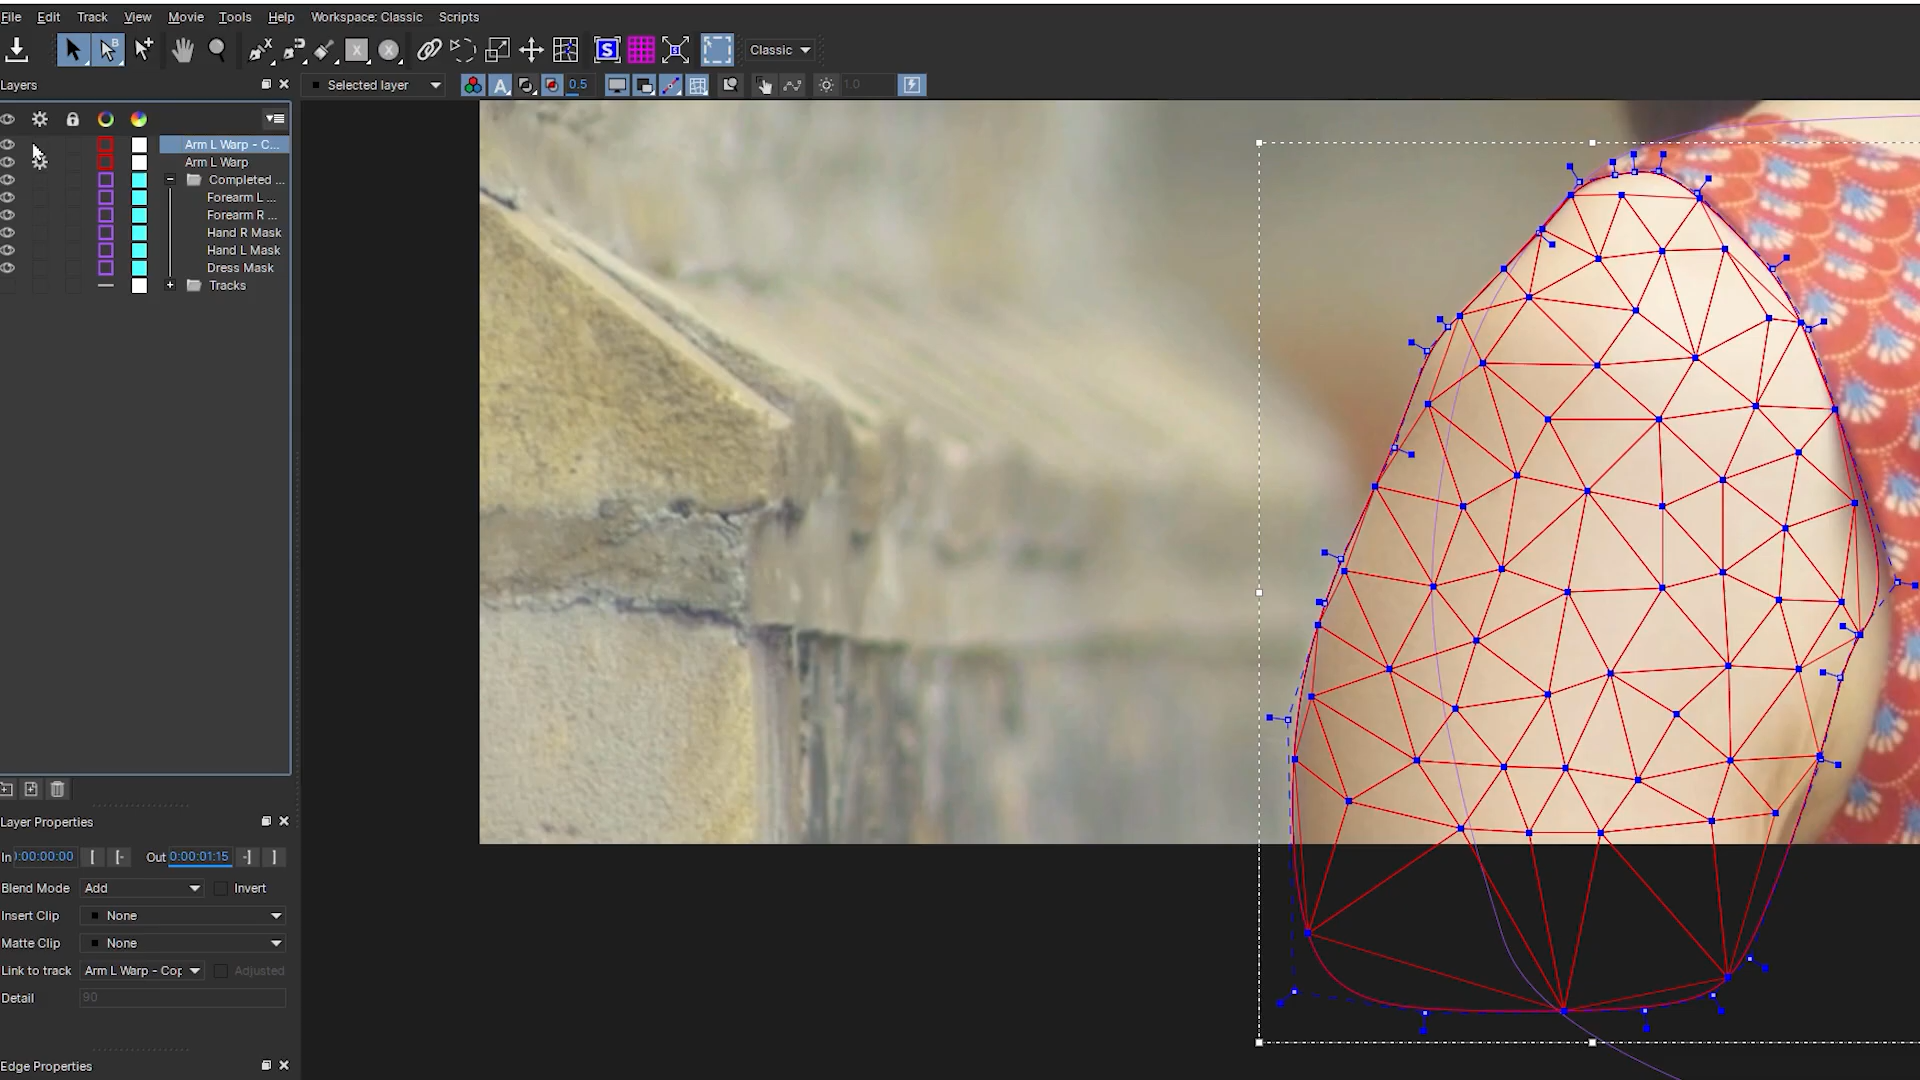 File Edit Track View Movie Tools Help Workspace: Classic Scripts
B X X S S Classic
Layers
Selected layer A 0.5 1.0
Arm L Warp - C...
Arm L Warp
Completed ...
Forearm L ...
Forearm R ...
Hand R Mask
Hand L Mask
Dress Mask
Tracks
Layer Properties
In 0:00:00:00 [ [- Out 0:00:01:15 -] ]
Blend Mode Add Invert
Insert Clip None
Matte Clip None
Link to track Arm L Warp - Cop Adjusted
Detail 90
Edge Properties